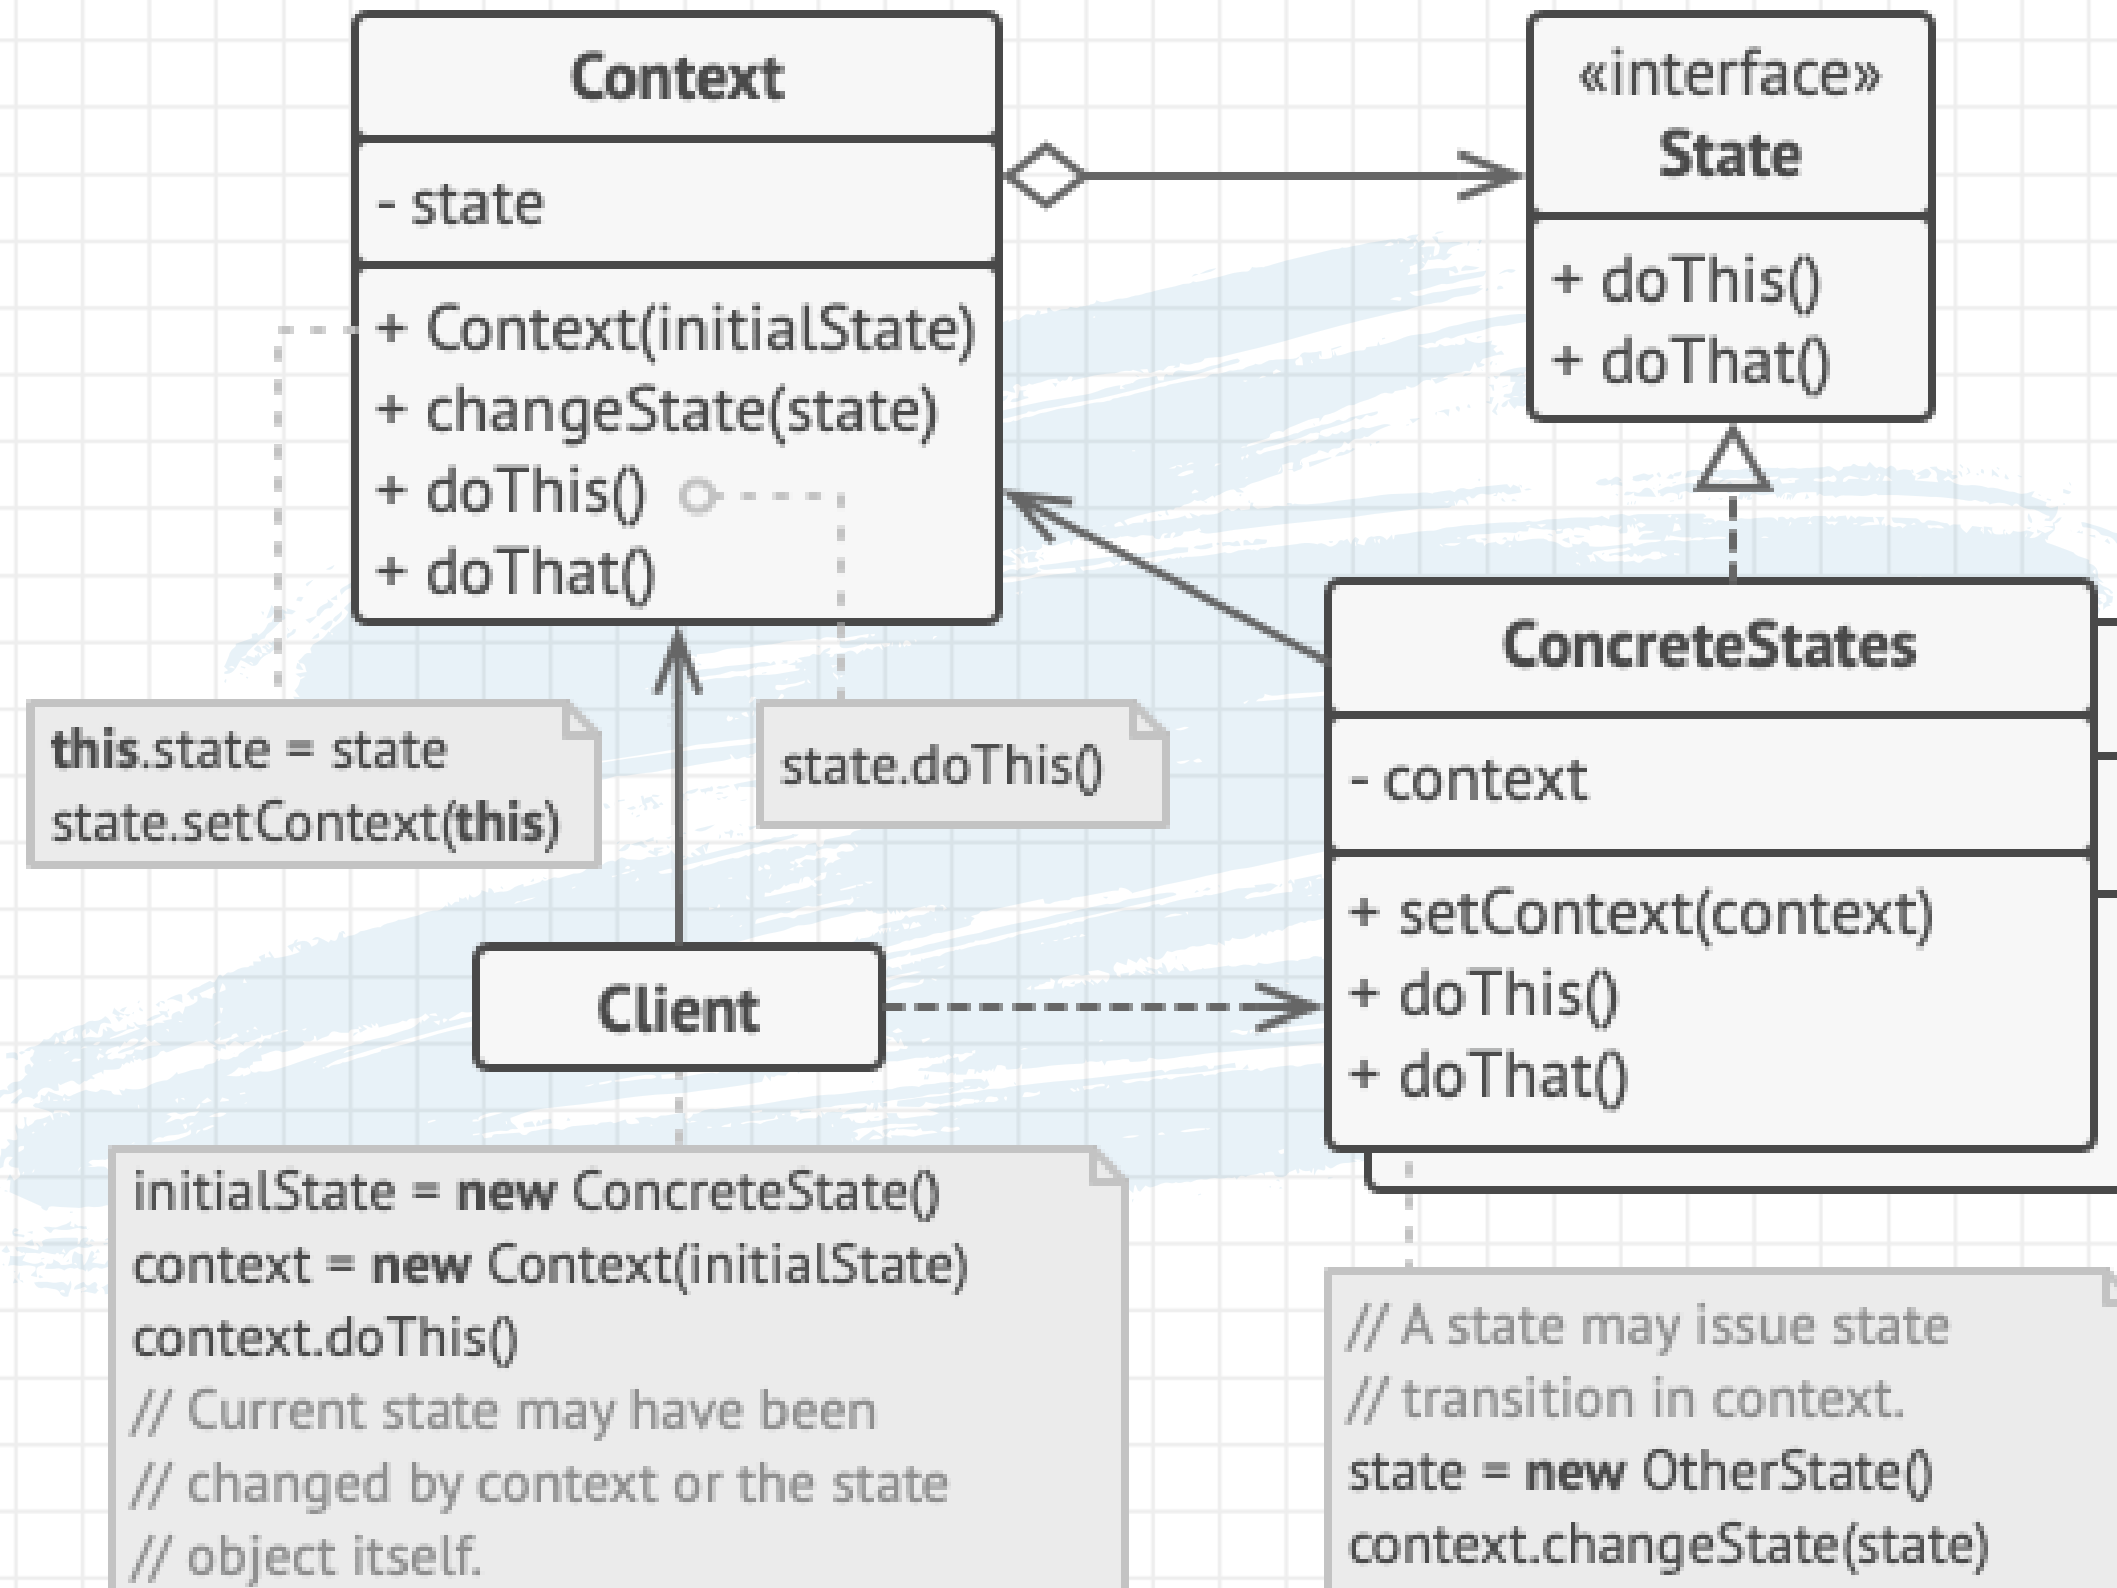 Context
- state
+ Context(initialState)
+ changeState(state)
+ doThis()
+ doThat()
«interface»
State
+ doThis()
+ doThat()
ConcreteStates
- context
+ setContext(context)
+ doThis()
+ doThat()
this.state = state
state.setContext(this)
state.doThis()
Client
initialState = new ConcreteState()
context = new Context(initialState)
context.doThis()
// Current state may have been
// changed by context or the state
// object itself.
// A state may issue state
// transition in context.
state = new OtherState()
context.changeState(state)